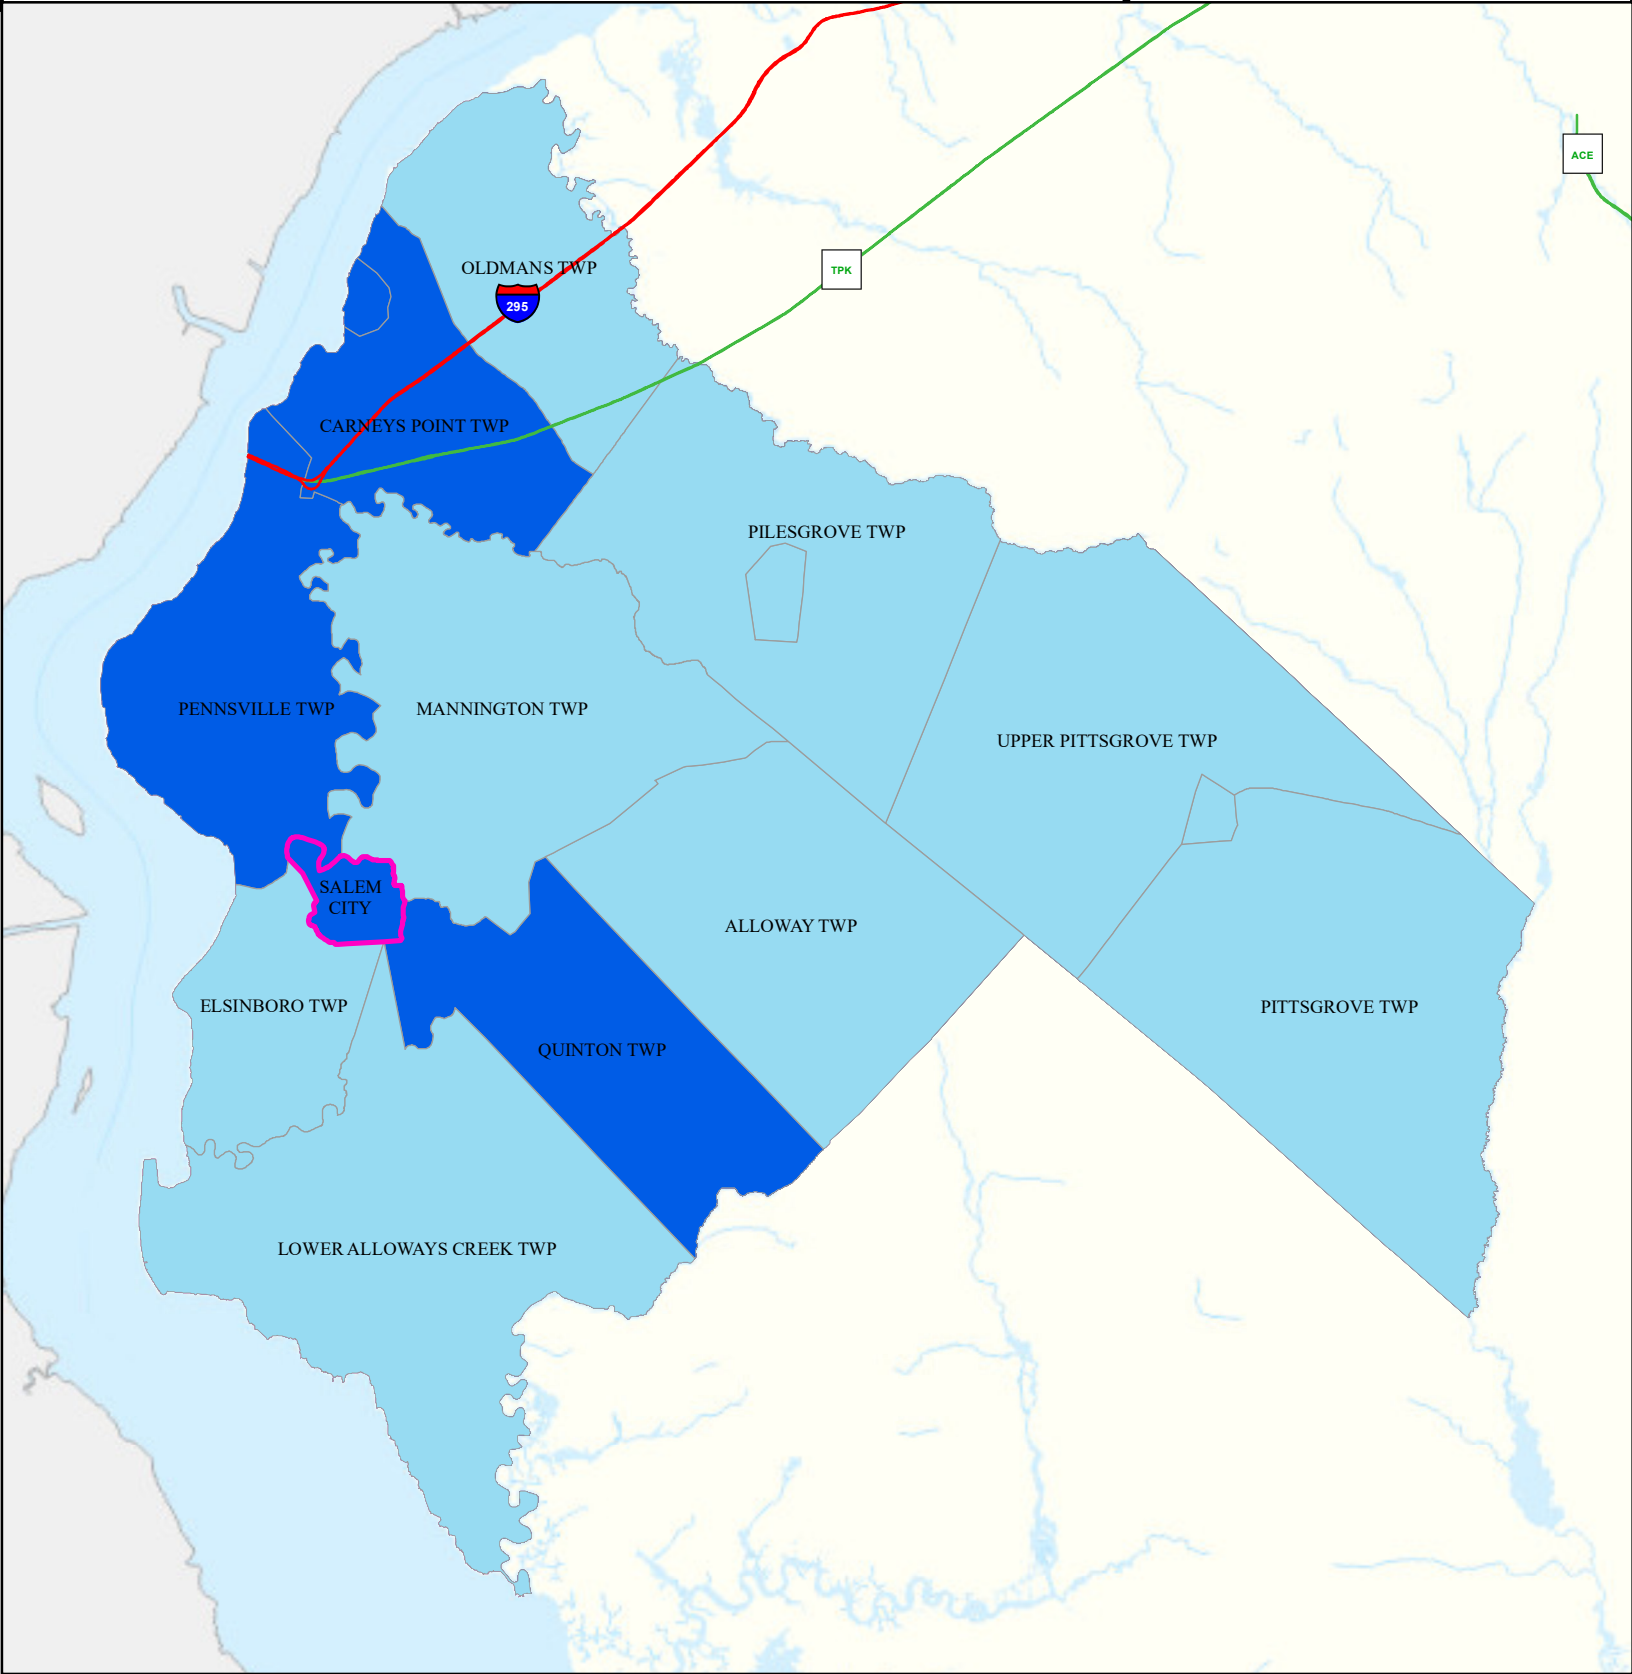 ACE
OLDMANS TWP
TPK
295
CARNEYS POINT TWP
PILESGROVE TWP
PENNSVILLE TWP
MANNINGTON TWP
UPPER PITTSGROVE TWP
SALEM
CITY
ALLOWAY TWP
ELSINBORO TWP
PITTSGROVE TWP
QUINTON TWP
LOWER ALLOWAYS CREEK TWP